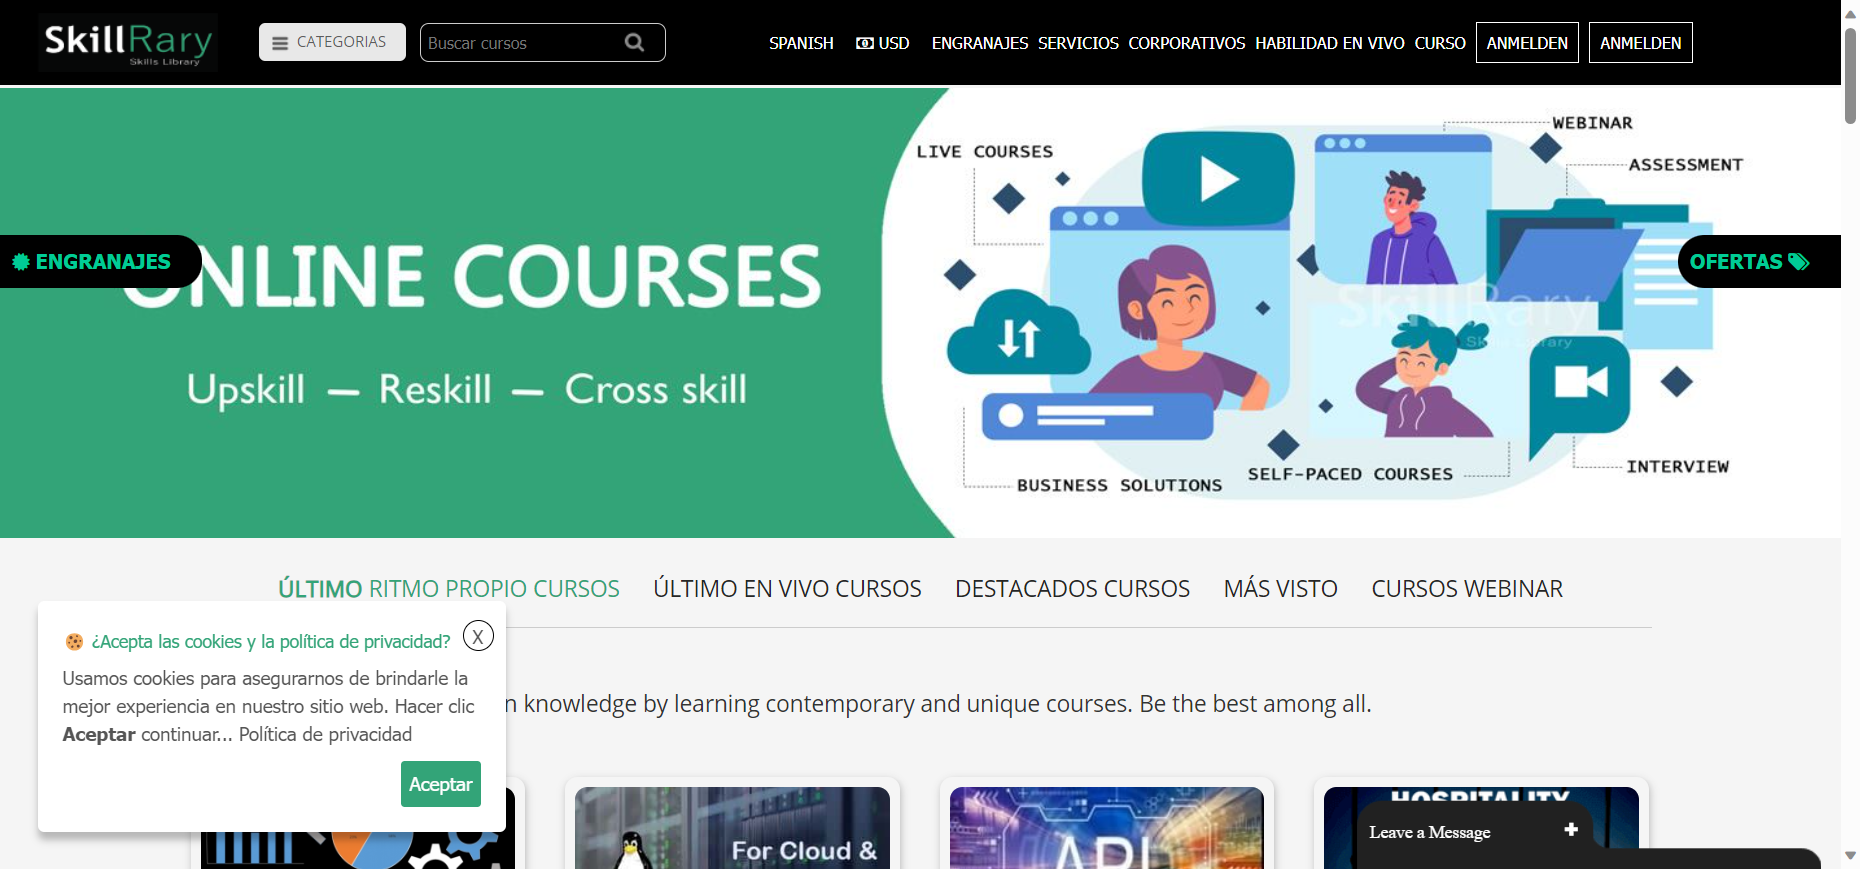 SkillRary
Skills Library
CATEGORIAS
Buscar cursos
SPANISH
USD
ENGRANAJES
SERVICIOS
CORPORATIVOS
HABILIDAD EN VIVO
CURSO
ANMELDEN
ANMELDEN
LIVE COURSES
WEBINAR
ASSESSMENT
ENGRANAJES
ONLINE COURSES
OFERTAS
SkillRary
Skills Library
Upskill — Reskill — Cross skill
BUSINESS SOLUTIONS
SELF-PACED COURSES
INTERVIEW
ÚLTIMO RITMO PROPIO CURSOS
ÚLTIMO EN VIVO CURSOS
DESTACADOS CURSOS
MÁS VISTO
CURSOS WEBINAR
¿Acepta las cookies y la política de privacidad?
X
Usamos cookies para asegurarnos de brindarle la
mejor experiencia en nuestro sitio web. Hacer clic
Aceptar continuar... Política de privacidad
Aceptar
knowledge by learning contemporary and unique courses. Be the best among all.
For Cloud &
API
HOSPITALITY
Leave a Message